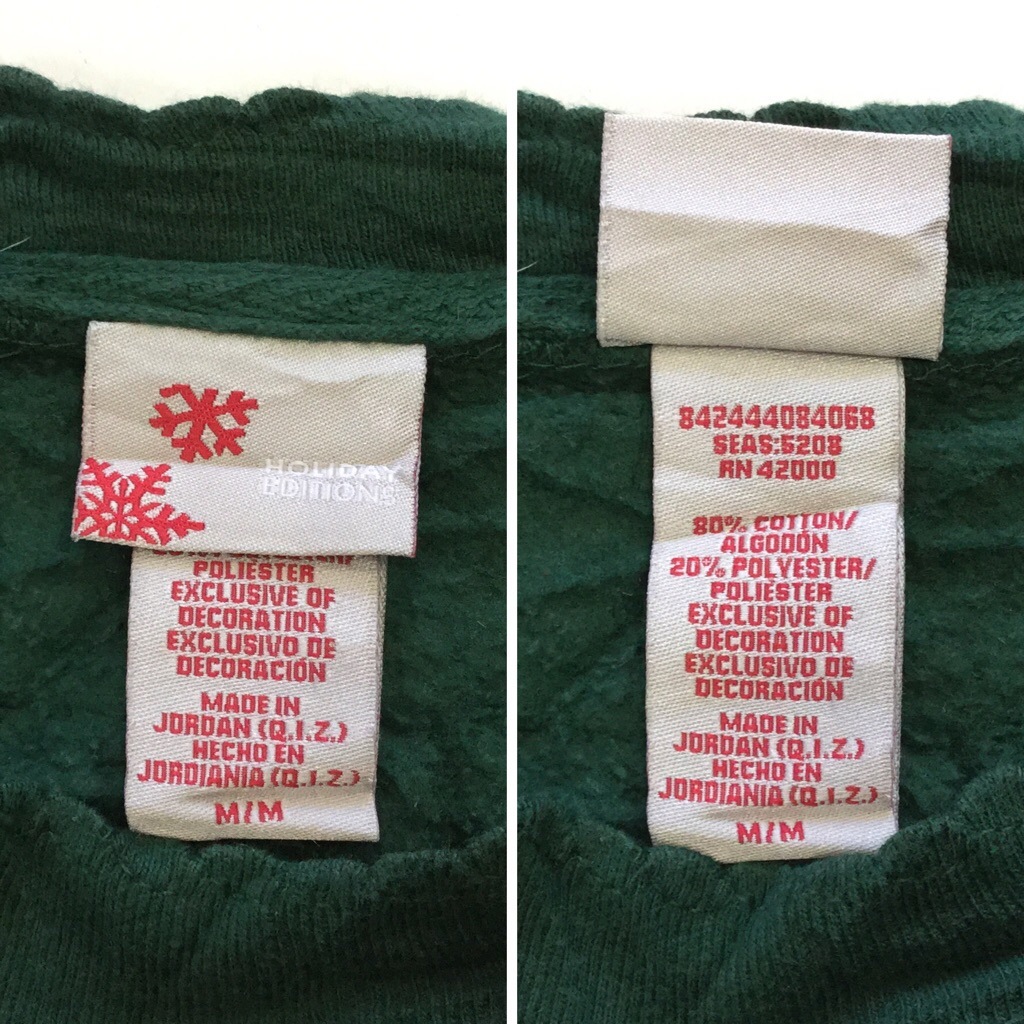 HOLIDAY
EDITIONS
POLIESTER
EXCLUSIVE OF
DECORATION
EXCLUSIVO DE
DECORACIÓN
MADE IN
JORDAN (Q.I.Z.)
HECHO EN
JORDIANIA (Q.I.Z.)
M/M
842444084068
SEAS:5208
RN 42000
80% COTTON/
ALGODÓN
20% POLYESTER/
POLIESTER
EXCLUSIVE OF
DECORATION
EXCLUSIVO DE
DECORACIÓN
MADE IN
JORDAN (Q.I.Z.)
HECHO EN
JORDIANIA (Q.I.Z.)
M/M